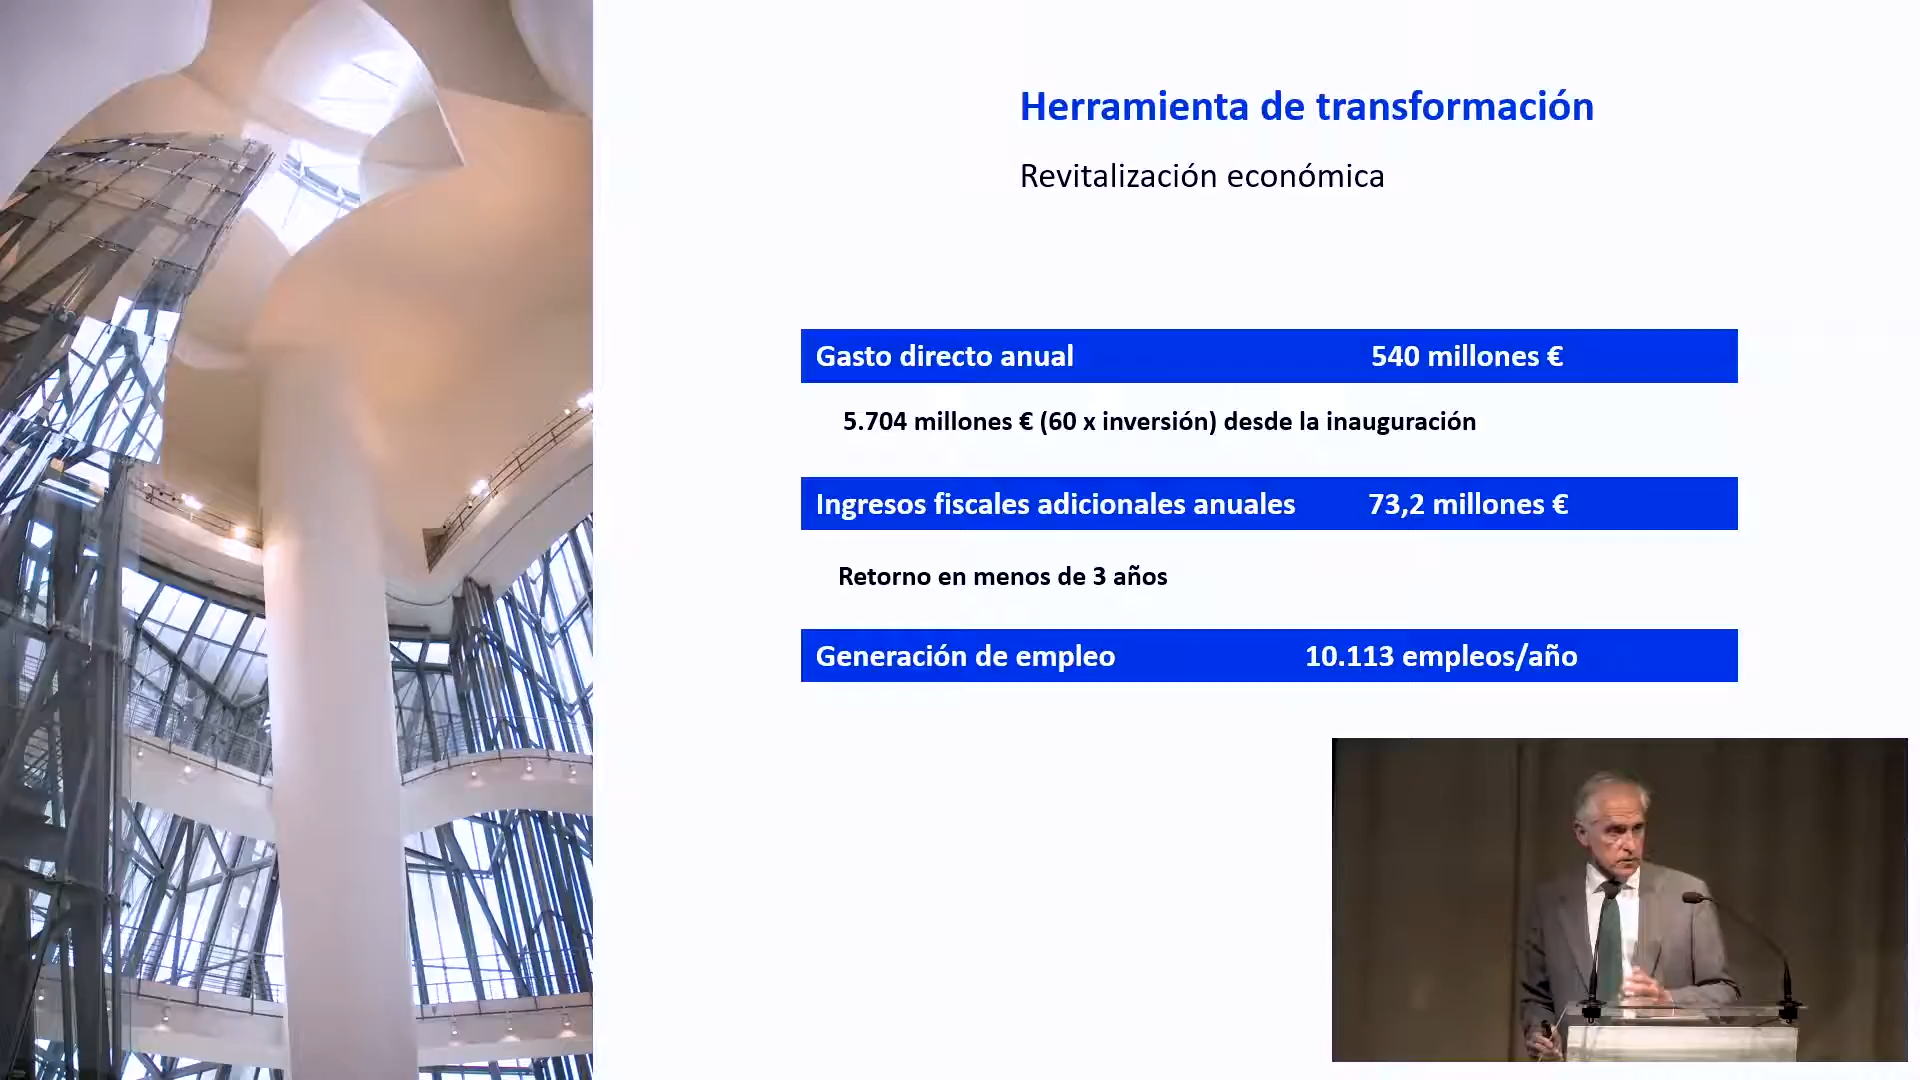 Herramienta de transformación
Revitalización económica
Gasto directo anual 540 millones €
5.704 millones € (60 x inversión) desde la inauguración
Ingresos fiscales adicionales anuales 73,2 millones €
Retorno en menos de 3 años
Generación de empleo 10.113 empleos/año